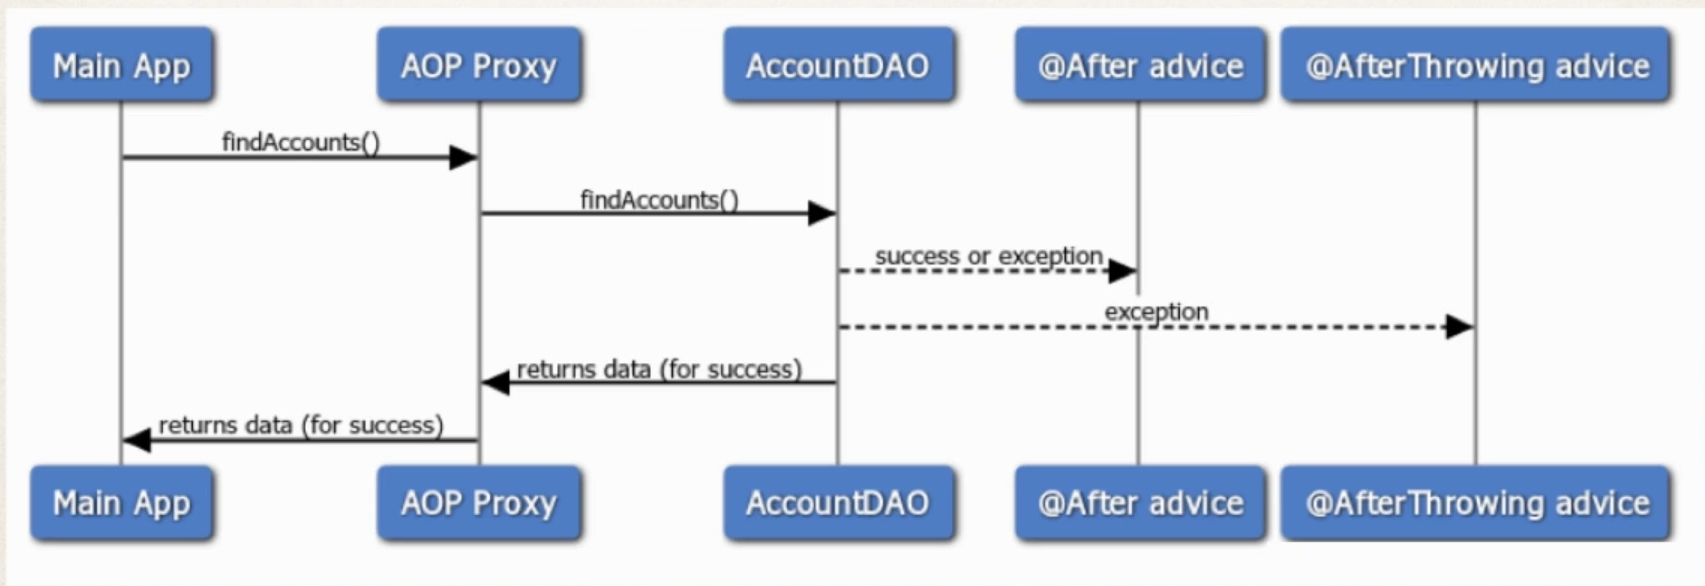 Main App
AOP Proxy
AccountDAO
@After advice
@AfterThrowing advice
findAccounts()
findAccounts()
success or exception
exception
returns data (for success)
returns data (for success)
Main App
AOP Proxy
AccountDAO
@After advice
@AfterThrowing advice